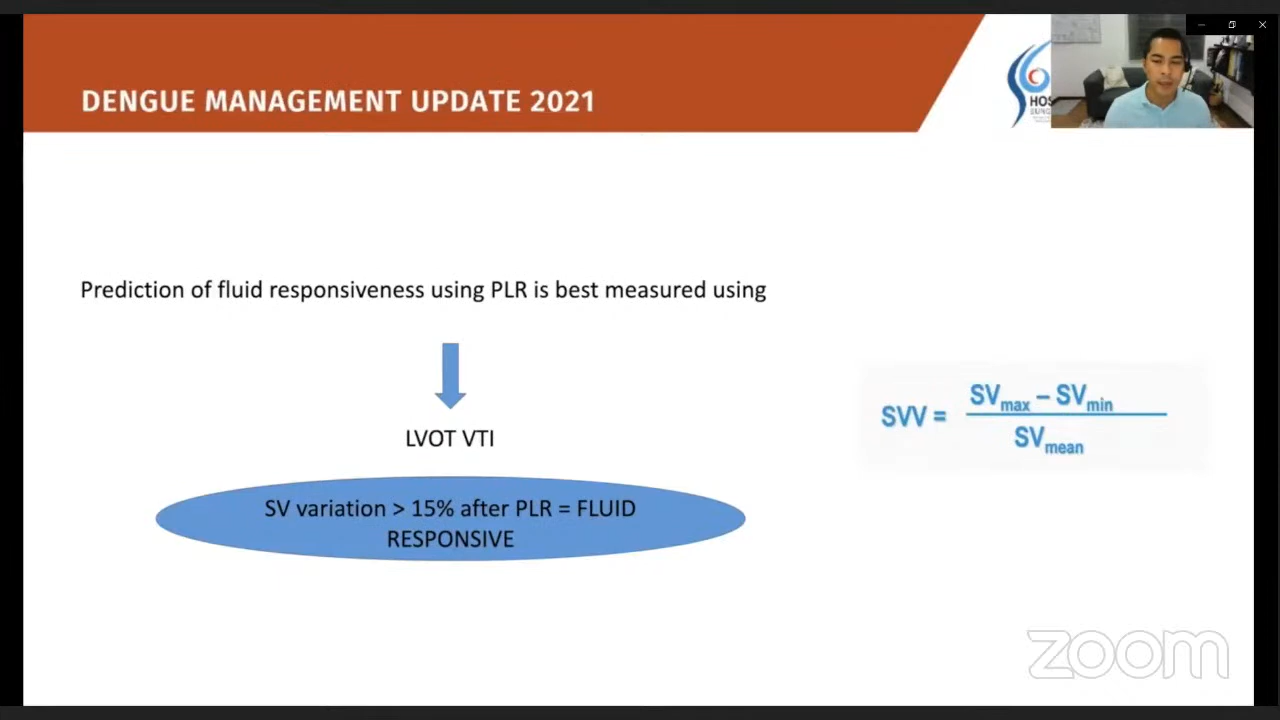 DENGUE MANAGEMENT UPDATE 2021
HOS
Prediction of fluid responsiveness using PLR is best measured using
LVOT VTI
SV variation > 15% after PLR = FLUID
RESPONSIVE
SVmax – SVmin
SVV =
SVmean
zoom